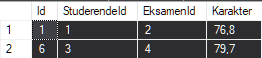 Id StuderendeId EksamenId Karakter
1 1 1 2 76,8
2 6 3 4 79,7